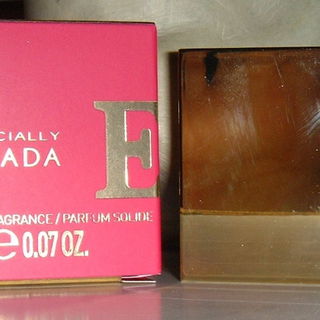 CIALLY
ADA
E
AGRANCE / PARFUM SOLIDE
e 0.07 OZ.